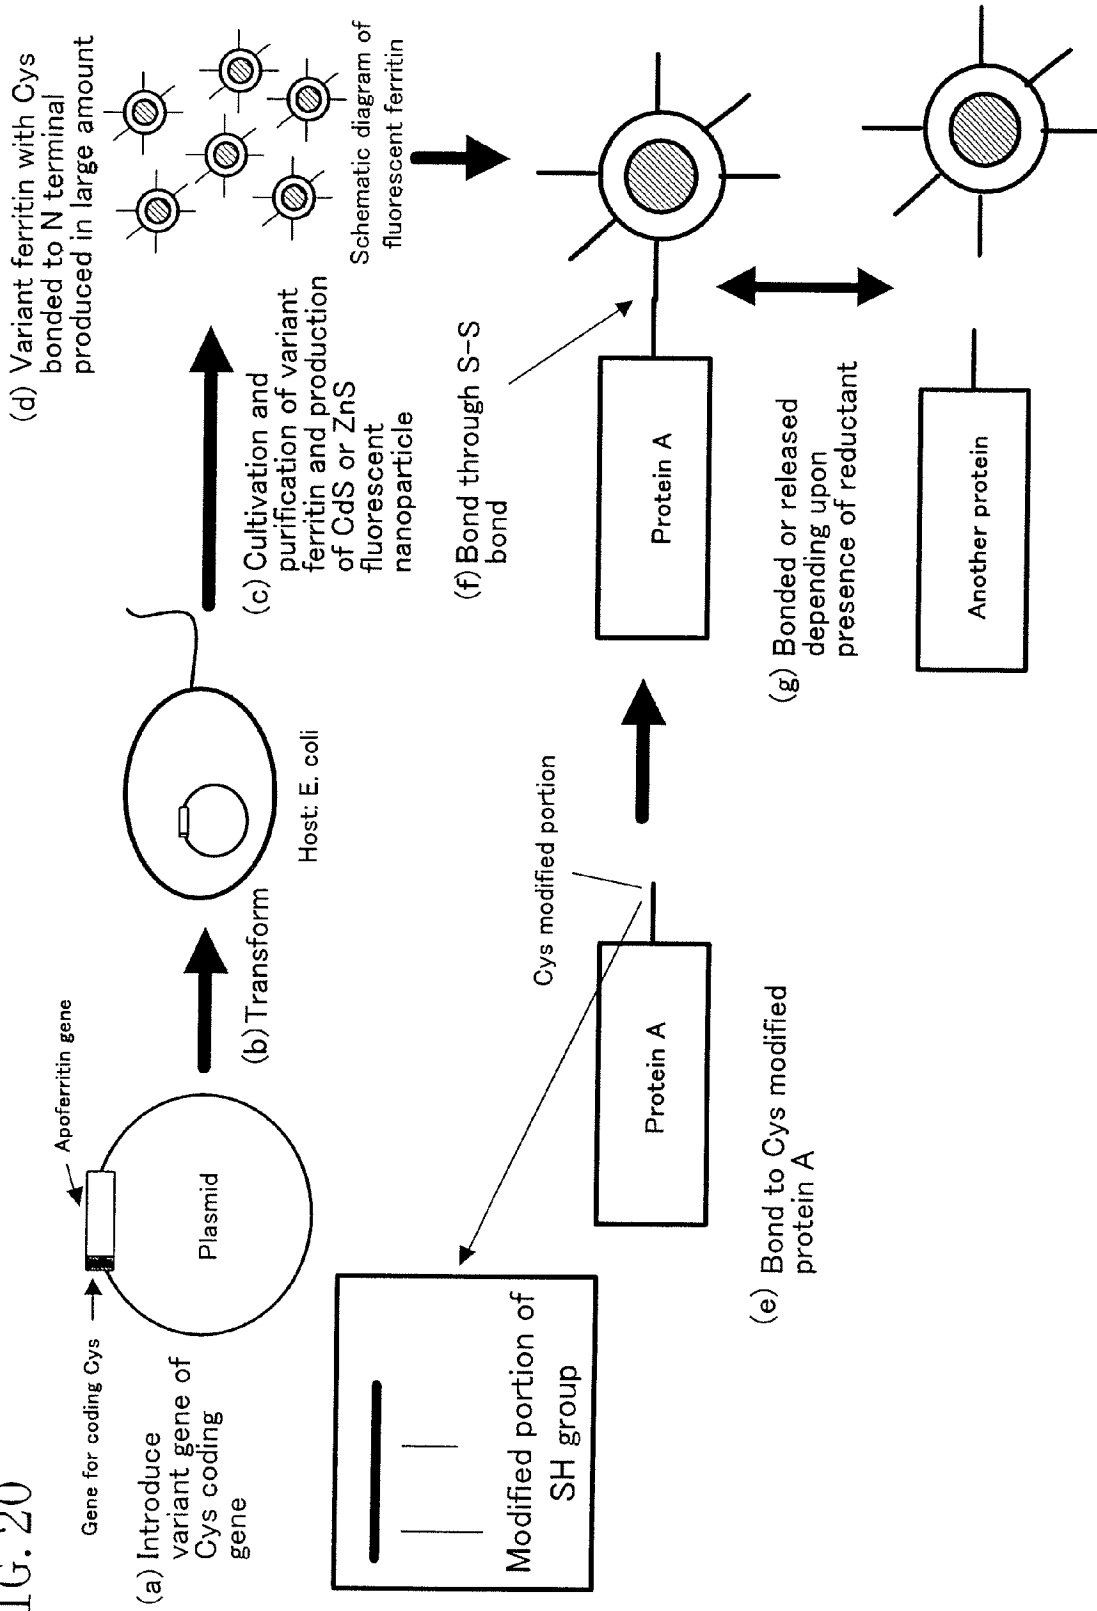 IG. 20
Gene for coding Cys
Apoferritin gene
Plasmid
(a) Introduce
variant gene of
Cys coding
gene
(b) Transform
Host: E. coli
(c) Cultivation and
purification of variant
ferritin and production
of CdS or ZnS
fluorescent
nanoparticle
(d) Variant ferritin with Cys
bonded to N terminal
produced in large amount
Schematic diagram of
fluorescent ferritin
Modified portion of
SH group
Cys modified portion
Protein A
(e) Bond to Cys modified
protein A
(f) Bond through S-S
bond
Protein A
(g) Bonded or released
depending upon
presence of reductant
Another protein